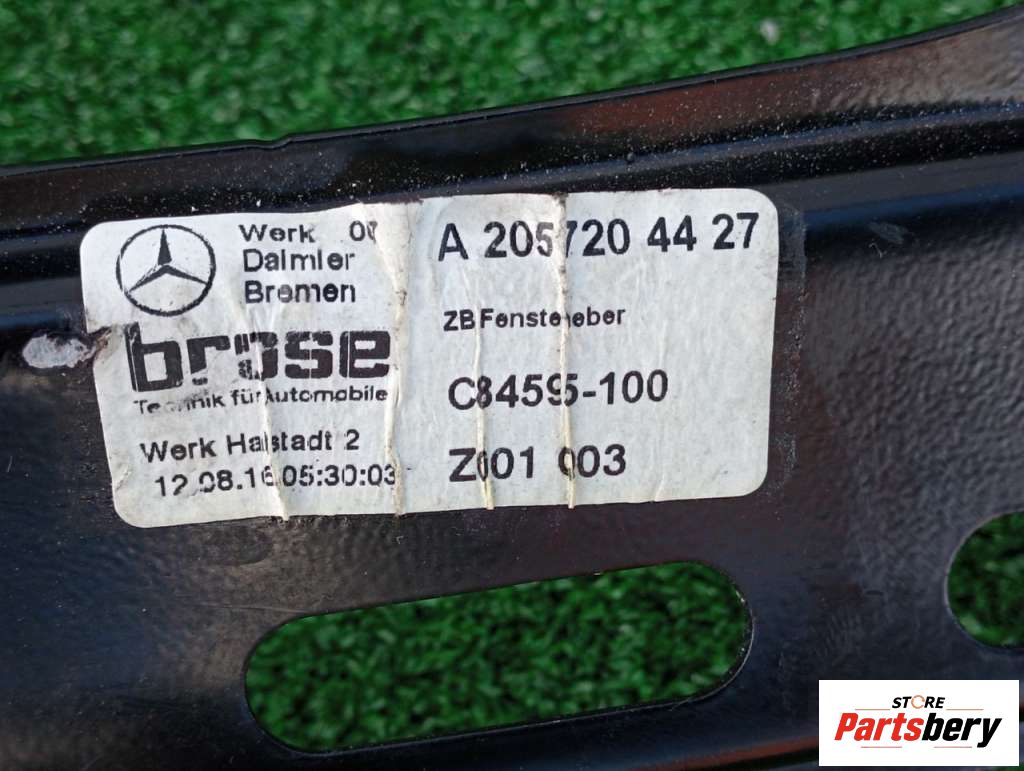 Werk
Daimler
Bremen
A 205 720 44 27
brose
Technik für Automobile
ZB Fensterheber
C84595-100
Werk Hallstadt 2
12.08.16 05:30:03
Z001 003
STORE
Partsbery